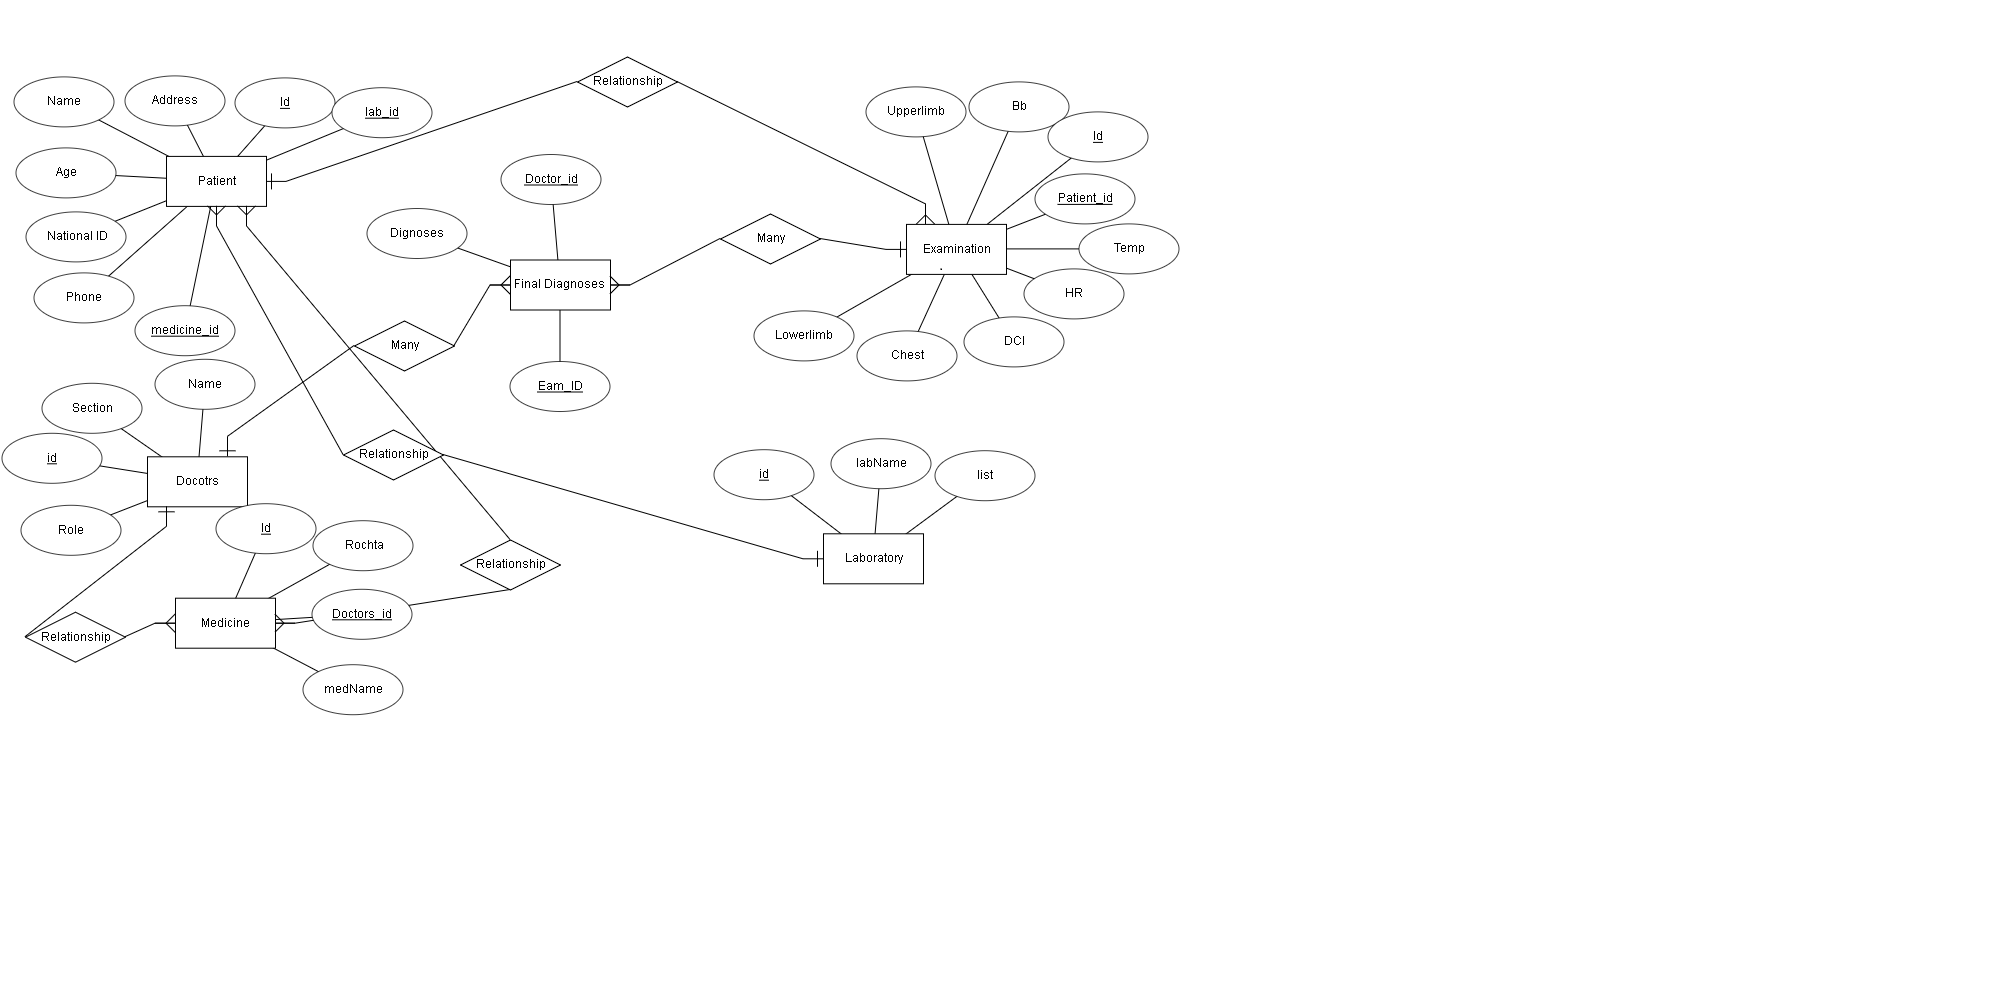 Relationship
Name
Address
Id
lab_id
Upperlimb
Bb
Id
Age
Patient
Doctor_id
Patient_id
National ID
Dignoses
Many
Examination
Temp
Phone
Final Diagnoses
HR
medicine_id
Many
Lowerlimb
Chest
DCI
Name
Eam_ID
Section
id
Relationship
id
labName
list
Docotrs
Role
Id
Rochta
Relationship
Laboratory
Relationship
Medicine
Doctors_id
medName